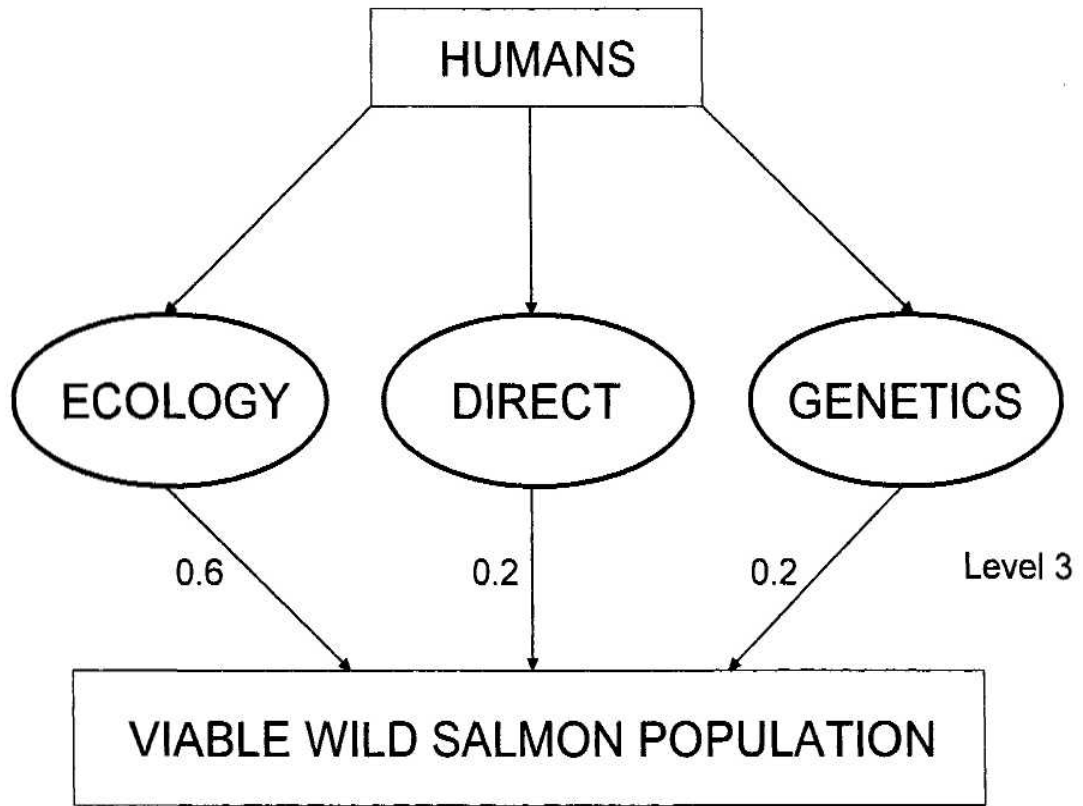 HUMANS
ECOLOGY
DIRECT
GENETICS
0.6
0.2
0.2
Level 3
VIABLE WILD SALMON POPULATION